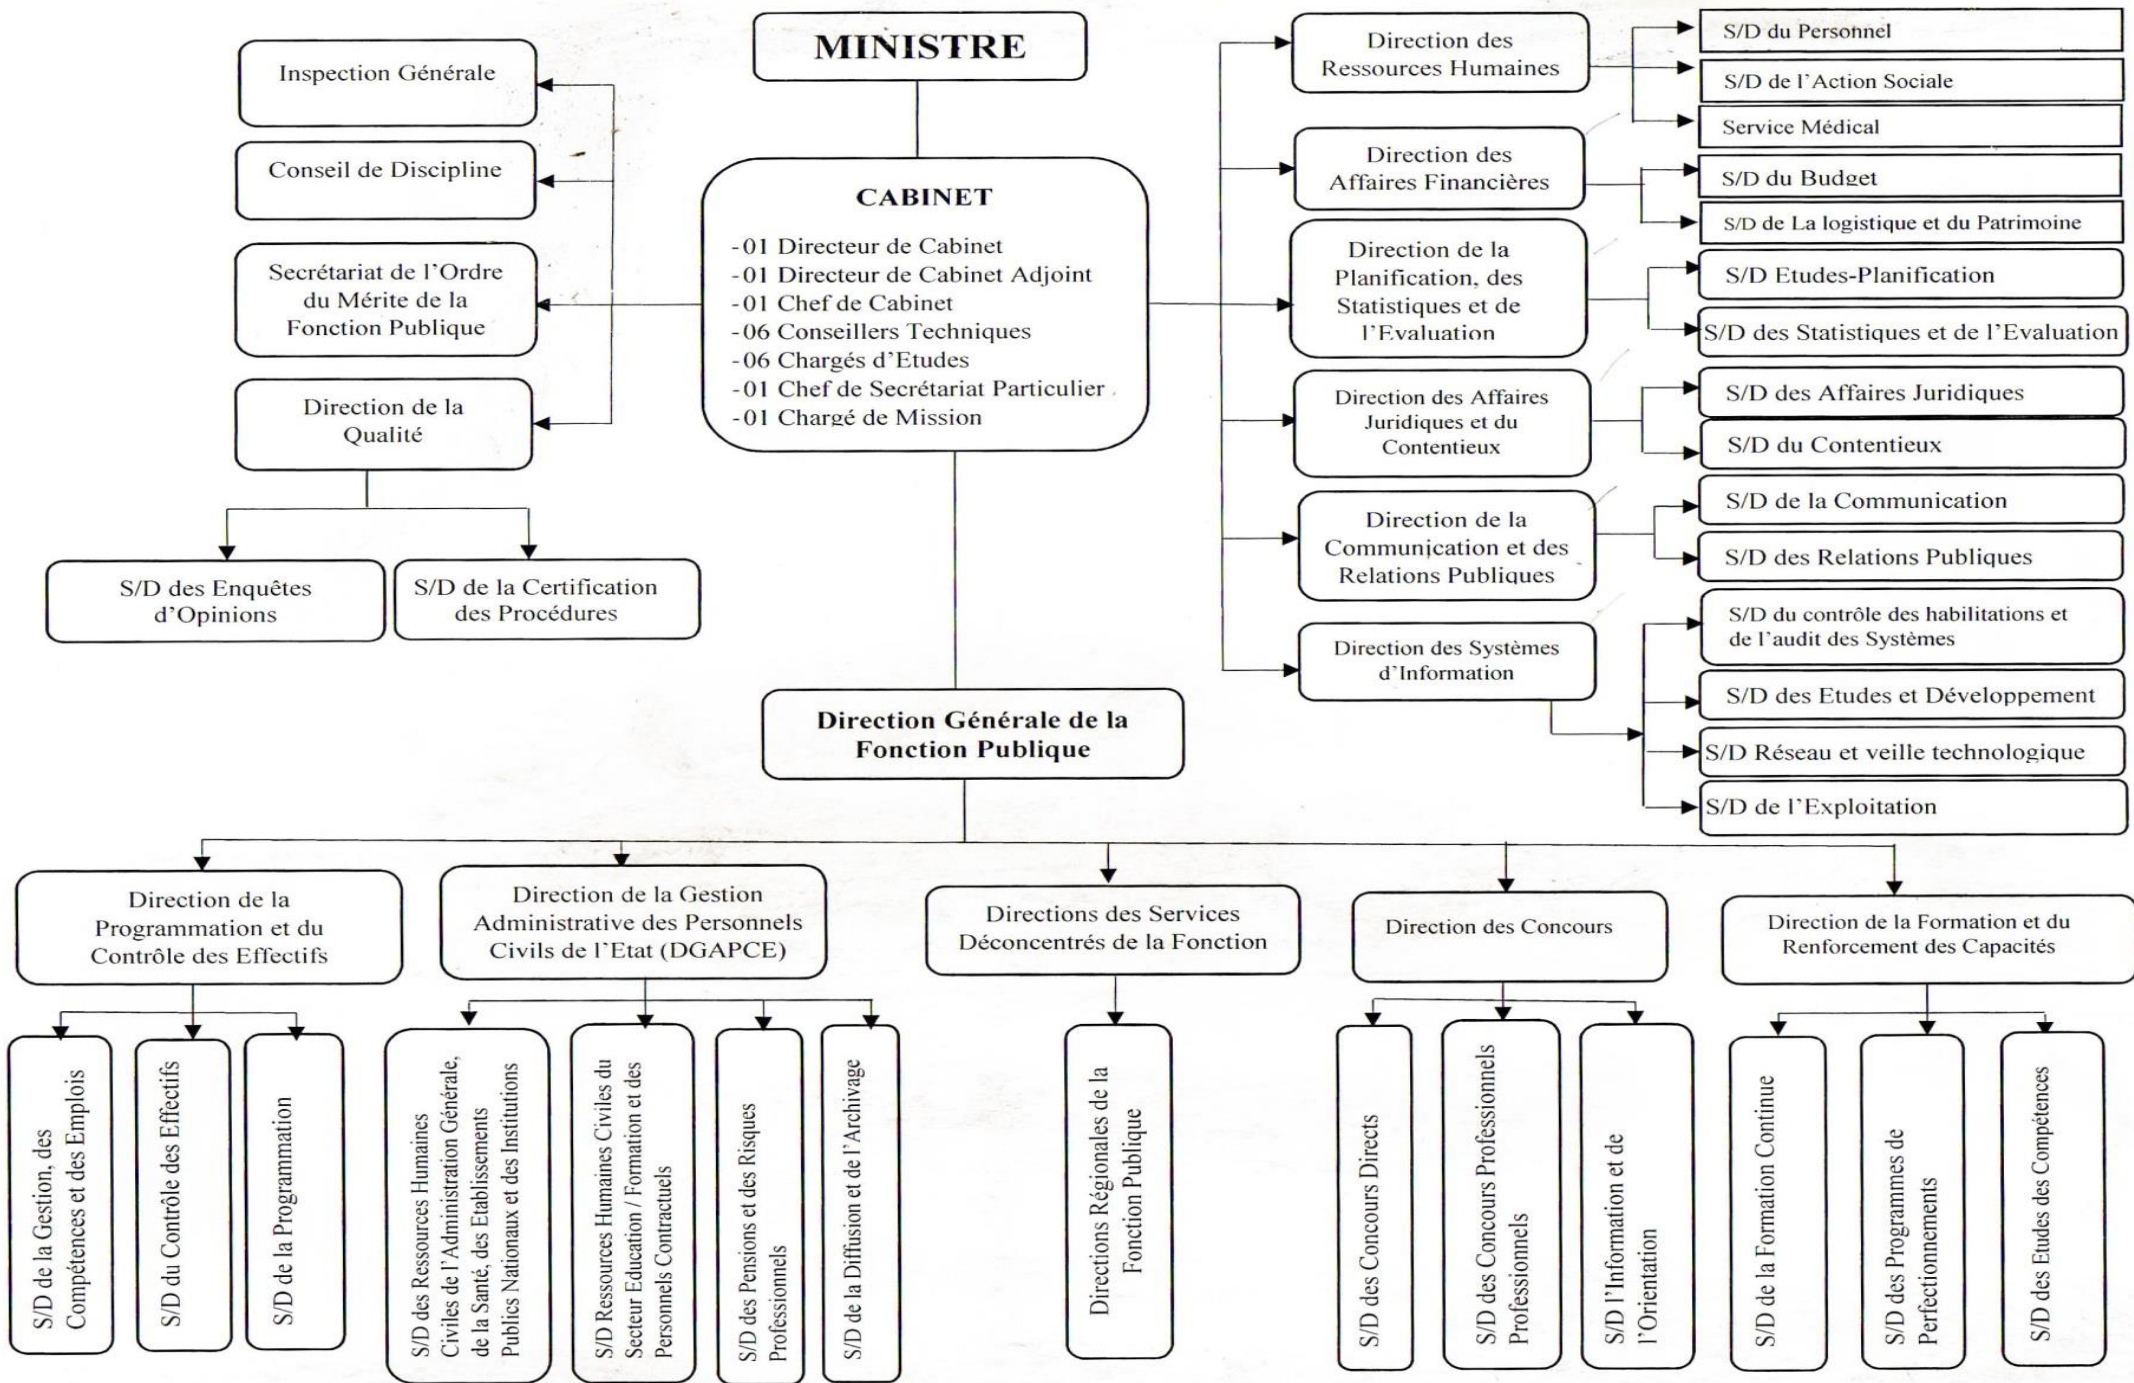 MINISTRE
Inspection Générale
Conseil de Discipline
Secrétariat de l'Ordre
du Mérite de la
Fonction Publique
Direction de la
Qualité
S/D des Enquêtes
d'Opinions
S/D de la Certification
des Procédures
CABINET
-01 Directeur de Cabinet
-01 Directeur de Cabinet Adjoint
-01 Chef de Cabinet
-06 Conseillers Techniques
-06 Chargés d'Etudes
-01 Chef de Secrétariat Particulier
-01 Chargé de Mission
Direction des
Ressources Humaines
S/D du Personnel
S/D de l'Action Sociale
Service Médical
Direction des
Affaires Financières
S/D du Budget
S/D de La logistique et du Patrimoine
Direction de la
Planification, des
Statistiques et de
l'Evaluation
S/D Etudes-Planification
S/D des Statistiques et de l'Evaluation
Direction des Affaires
Juridiques et du
Contentieux
S/D des Affaires Juridiques
S/D du Contentieux
Direction de la
Communication et des
Relations Publiques
S/D de la Communication
S/D des Relations Publiques
Direction des Systèmes
d'Information
S/D du contrôle des habilitations et
de l'audit des Systèmes
S/D des Etudes et Développement
S/D Réseau et veille technologique
S/D de l'Exploitation
Direction Générale de la
Fonction Publique
Direction de la
Programmation et du
Contrôle des Effectifs
S/D de la Gestion, des
Compétences et des Emplois
S/D du Contrôle des Effectifs
S/D de la Programmation
Direction de la Gestion
Administrative des Personnels
Civils de l'Etat (DGAPCE)
S/D des Ressources Humaines
Civiles de l'Administration Générale,
de la Santé, des Etablissements
Publics Nationaux et des Institutions
S/D Ressources Humaines Civiles du
Secteur Education / Formation et des
Personnels Contractuels
S/D des Pensions et des Risques
Professionnels
S/D de la Diffusion et de l'Archivage
Directions des Services
Déconcentrés de la Fonction
Directions Régionales de la
Fonction Publique
Direction des Concours
S/D des Concours Directs
S/D des Concours Professionnels
Professionnels
S/D l'Information et de
l'Orientation
Direction de la Formation et du
Renforcement des Capacités
S/D de la Formation Continue
S/D des Programmes de
Perfectionnements
S/D des Etudes des Compétences